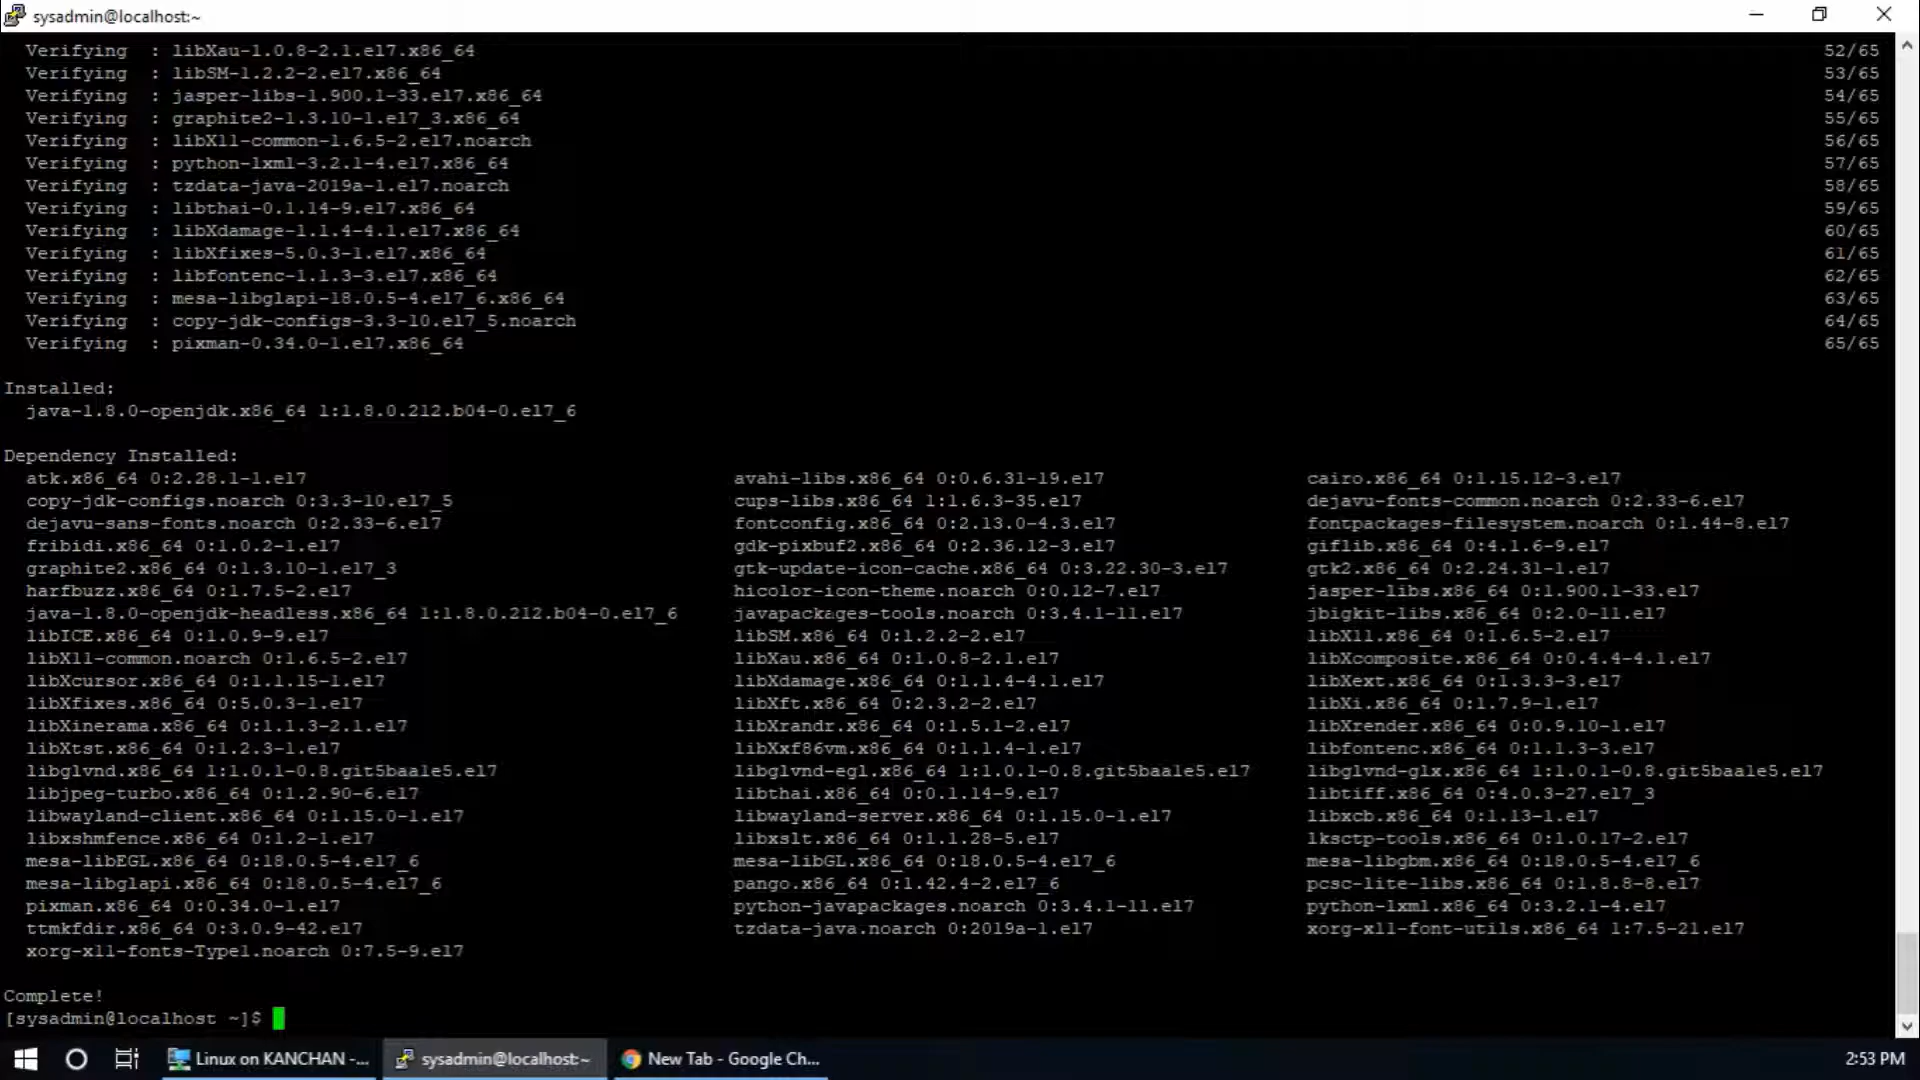 sysadmin@localhost:~
Verifying : libXau-1.0.8-2.1.el7.x86_64 52/65
Verifying : libSM-1.2.2-2.el7.x86_64 53/65
Verifying : jasper-libs-1.900.1-33.el7.x86_64 54/65
Verifying : graphite2-1.3.10-1.el7_3.x86_64 55/65
Verifying : libX11-common-1.6.5-2.el7.noarch 56/65
Verifying : python-lxml-3.2.1-4.el7.x86_64 57/65
Verifying : tzdata-java-2019a-1.el7.noarch 58/65
Verifying : libthai-0.1.14-9.el7.x86_64 59/65
Verifying : libXdamage-1.1.4-4.1.el7.x86_64 60/65
Verifying : libXfixes-5.0.3-1.el7.x86_64 61/65
Verifying : libfontenc-1.1.3-3.el7.x86_64 62/65
Verifying : mesa-libglapi-18.0.5-4.el7_6.x86_64 63/65
Verifying : copy-jdk-configs-3.3-10.el7_5.noarch 64/65
Verifying : pixman-0.34.0-1.el7.x86_64 65/65
Installed:
java-1.8.0-openjdk.x86_64 1:1.8.0.212.b04-0.el7_6
Dependency Installed:
atk.x86_64 0:2.28.1-1.el7 avahi-libs.x86_64 0:0.6.31-19.el7 cairo.x86_64 0:1.15.12-3.el7
copy-jdk-configs.noarch 0:3.3-10.el7_5 cups-libs.x86_64 1:1.6.3-35.el7 dejavu-fonts-common.noarch 0:2.33-6.el7
dejavu-sans-fonts.noarch 0:2.33-6.el7 fontconfig.x86_64 0:2.13.0-4.3.el7 fontpackages-filesystem.noarch 0:1.44-8.el7
fribidi.x86_64 0:1.0.2-1.el7 gdk-pixbuf2.x86_64 0:2.36.12-3.el7 giflib.x86_64 0:4.1.6-9.el7
graphite2.x86_64 0:1.3.10-1.el7_3 gtk-update-icon-cache.x86_64 0:3.22.30-3.el7 gtk2.x86_64 0:2.24.31-1.el7
harfbuzz.x86_64 0:1.7.5-2.el7 hicolor-icon-theme.noarch 0:0.12-7.el7 jasper-libs.x86_64 0:1.900.1-33.el7
java-1.8.0-openjdk-headless.x86_64 1:1.8.0.212.b04-0.el7_6 javapackages-tools.noarch 0:3.4.1-11.el7 jbigkit-libs.x86_64 0:2.0-11.el7
libICE.x86_64 0:1.0.9-9.el7 libSM.x86_64 0:1.2.2-2.el7 libX11.x86_64 0:1.6.5-2.el7
libX11-common.noarch 0:1.6.5-2.el7 libXau.x86_64 0:1.0.8-2.1.el7 libXcomposite.x86_64 0:0.4.4-4.1.el7
libXcursor.x86_64 0:1.1.15-1.el7 libXdamage.x86_64 0:1.1.4-4.1.el7 libXext.x86_64 0:1.3.3-3.el7
libXfixes.x86_64 0:5.0.3-1.el7 libXft.x86_64 0:2.3.2-2.el7 libXi.x86_64 0:1.7.9-1.el7
libXinerama.x86_64 0:1.1.3-2.1.el7 libXrandr.x86_64 0:1.5.1-2.el7 libXrender.x86_64 0:0.9.10-1.el7
libXtst.x86_64 0:1.2.3-1.el7 libXxf86vm.x86_64 0:1.1.4-1.el7 libfontenc.x86_64 0:1.1.3-3.el7
libglvnd.x86_64 1:1.0.1-0.8.git5baa1e5.el7 libglvnd-egl.x86_64 1:1.0.1-0.8.git5baa1e5.el7 libglvnd-glx.x86_64 1:1.0.1-0.8.git5baa1e5.el7
libjpeg-turbo.x86_64 0:1.2.90-6.el7 libthai.x86_64 0:0.1.14-9.el7 libtiff.x86_64 0:4.0.3-27.el7_3
libwayland-client.x86_64 0:1.15.0-1.el7 libwayland-server.x86_64 0:1.15.0-1.el7 libxcb.x86_64 0:1.13-1.el7
libxshmfence.x86_64 0:1.2-1.el7 libxslt.x86_64 0:1.1.28-5.el7 lksctp-tools.x86_64 0:1.0.17-2.el7
mesa-libEGL.x86_64 0:18.0.5-4.el7_6 mesa-libGL.x86_64 0:18.0.5-4.el7_6 mesa-libgbm.x86_64 0:18.0.5-4.el7_6
mesa-libglapi.x86_64 0:18.0.5-4.el7_6 pango.x86_64 0:1.42.4-2.el7_6 pcsc-lite-libs.x86_64 0:1.8.8-8.el7
pixman.x86_64 0:0.34.0-1.el7 python-javapackages.noarch 0:3.4.1-11.el7 python-lxml.x86_64 0:3.2.1-4.el7
ttmkfdir.x86_64 0:3.0.9-42.el7 tzdata-java.noarch 0:2019a-1.el7 xorg-x11-font-utils.x86_64 1:7.5-21.el7
xorg-x11-fonts-Type1.noarch 0:7.5-9.el7
Complete!
[sysadmin@localhost ~]$
Linux on KANCHAN -... sysadmin@localhost:~ New Tab - Google Ch... 2:53 PM